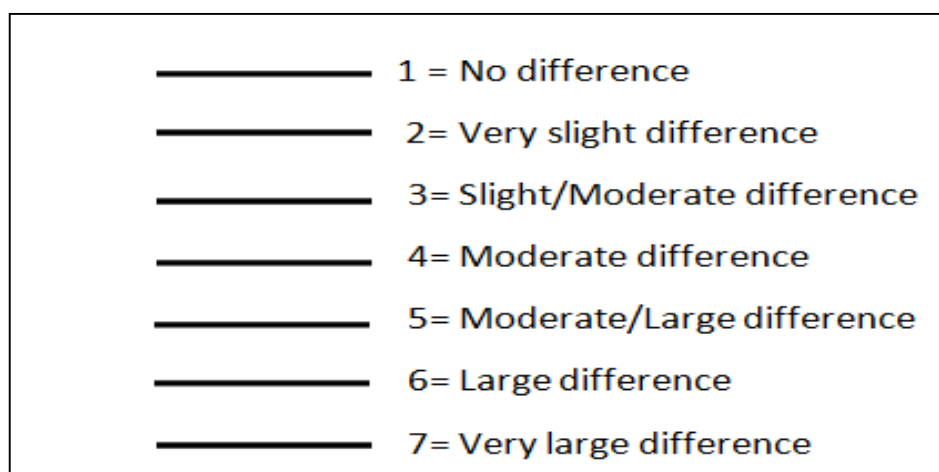 1 = No difference
2= Very slight difference
3= Slight/Moderate difference
4= Moderate difference
5= Moderate/Large difference
6= Large difference
7= Very large difference